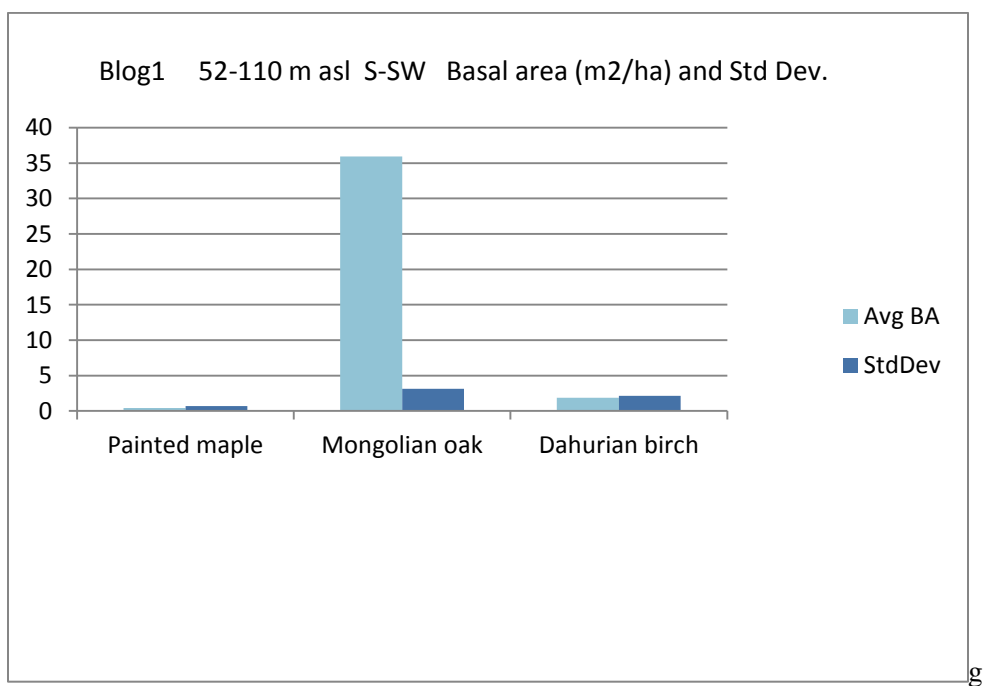 Blog1 52-110 m asl S-SW Basal area (m2/ha) and Std Dev.
40
35
30
25
20
15
10
5
0
Avg BA
StdDev
Painted maple Mongolian oak Dahurian birch
g